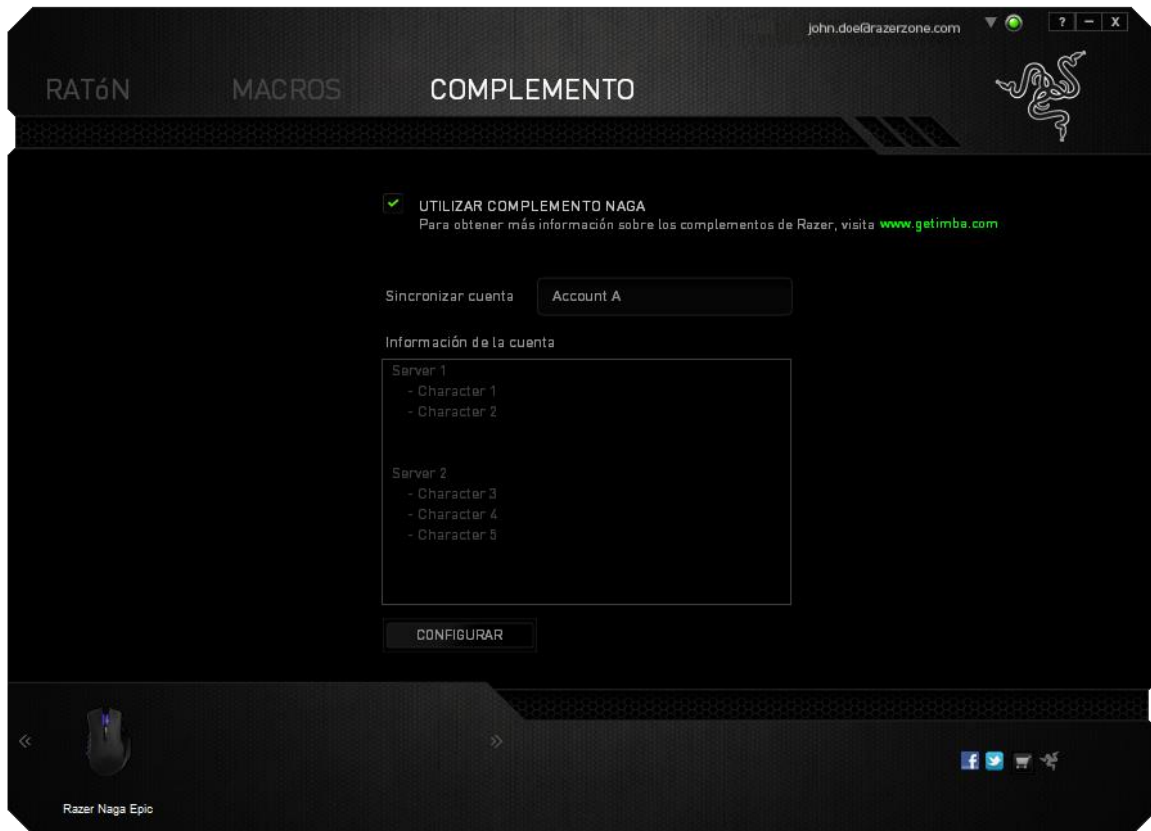 john.doe@razerzone.com
? - X
RATóN MACROS COMPLEMENTO
UTILIZAR COMPLEMENTO NAGA
Para obtener más información sobre los complementos de Razer, visita www.getimba.com
Sincronizar cuenta Account A
Información de la cuenta
Server 1
- Character 1
- Character 2
Server 2
- Character 3
- Character 4
- Character 5
CONFIGURAR
Razer Naga Epic